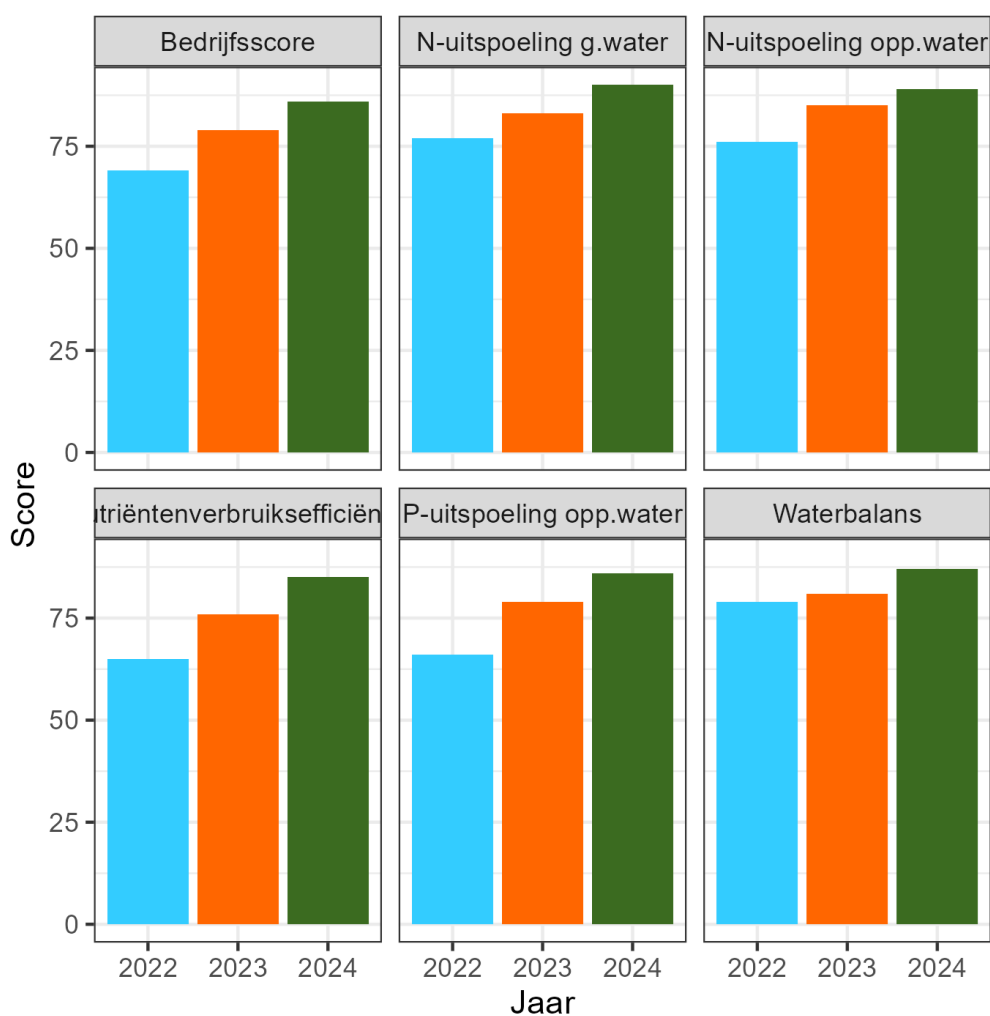 Bedrijfsscore
N-uitspoeling g.water
N-uitspoeling opp.water
75
50
25
0
Score
utriëntenverbruiksefficiën
P-uitspoeling opp.water
Waterbalans
75
50
25
0
2022 2023 2024
2022 2023 2024
2022 2023 2024
Jaar